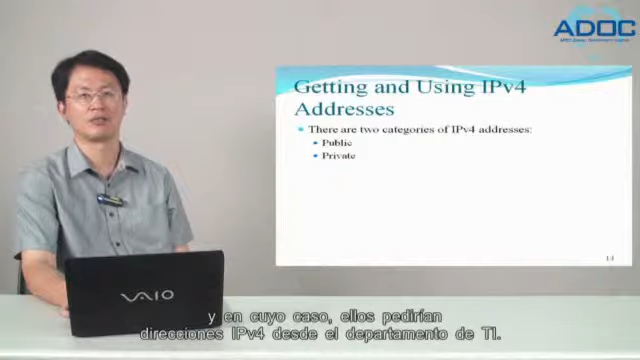 ADOC
Getting and Using IPv4
Addresses
There are two categories of IPv4 addresses:
Public
Private
14
VAIO
y en cuyo caso, ellos pedirían
direcciones IPv4 desde el departamento de TI.